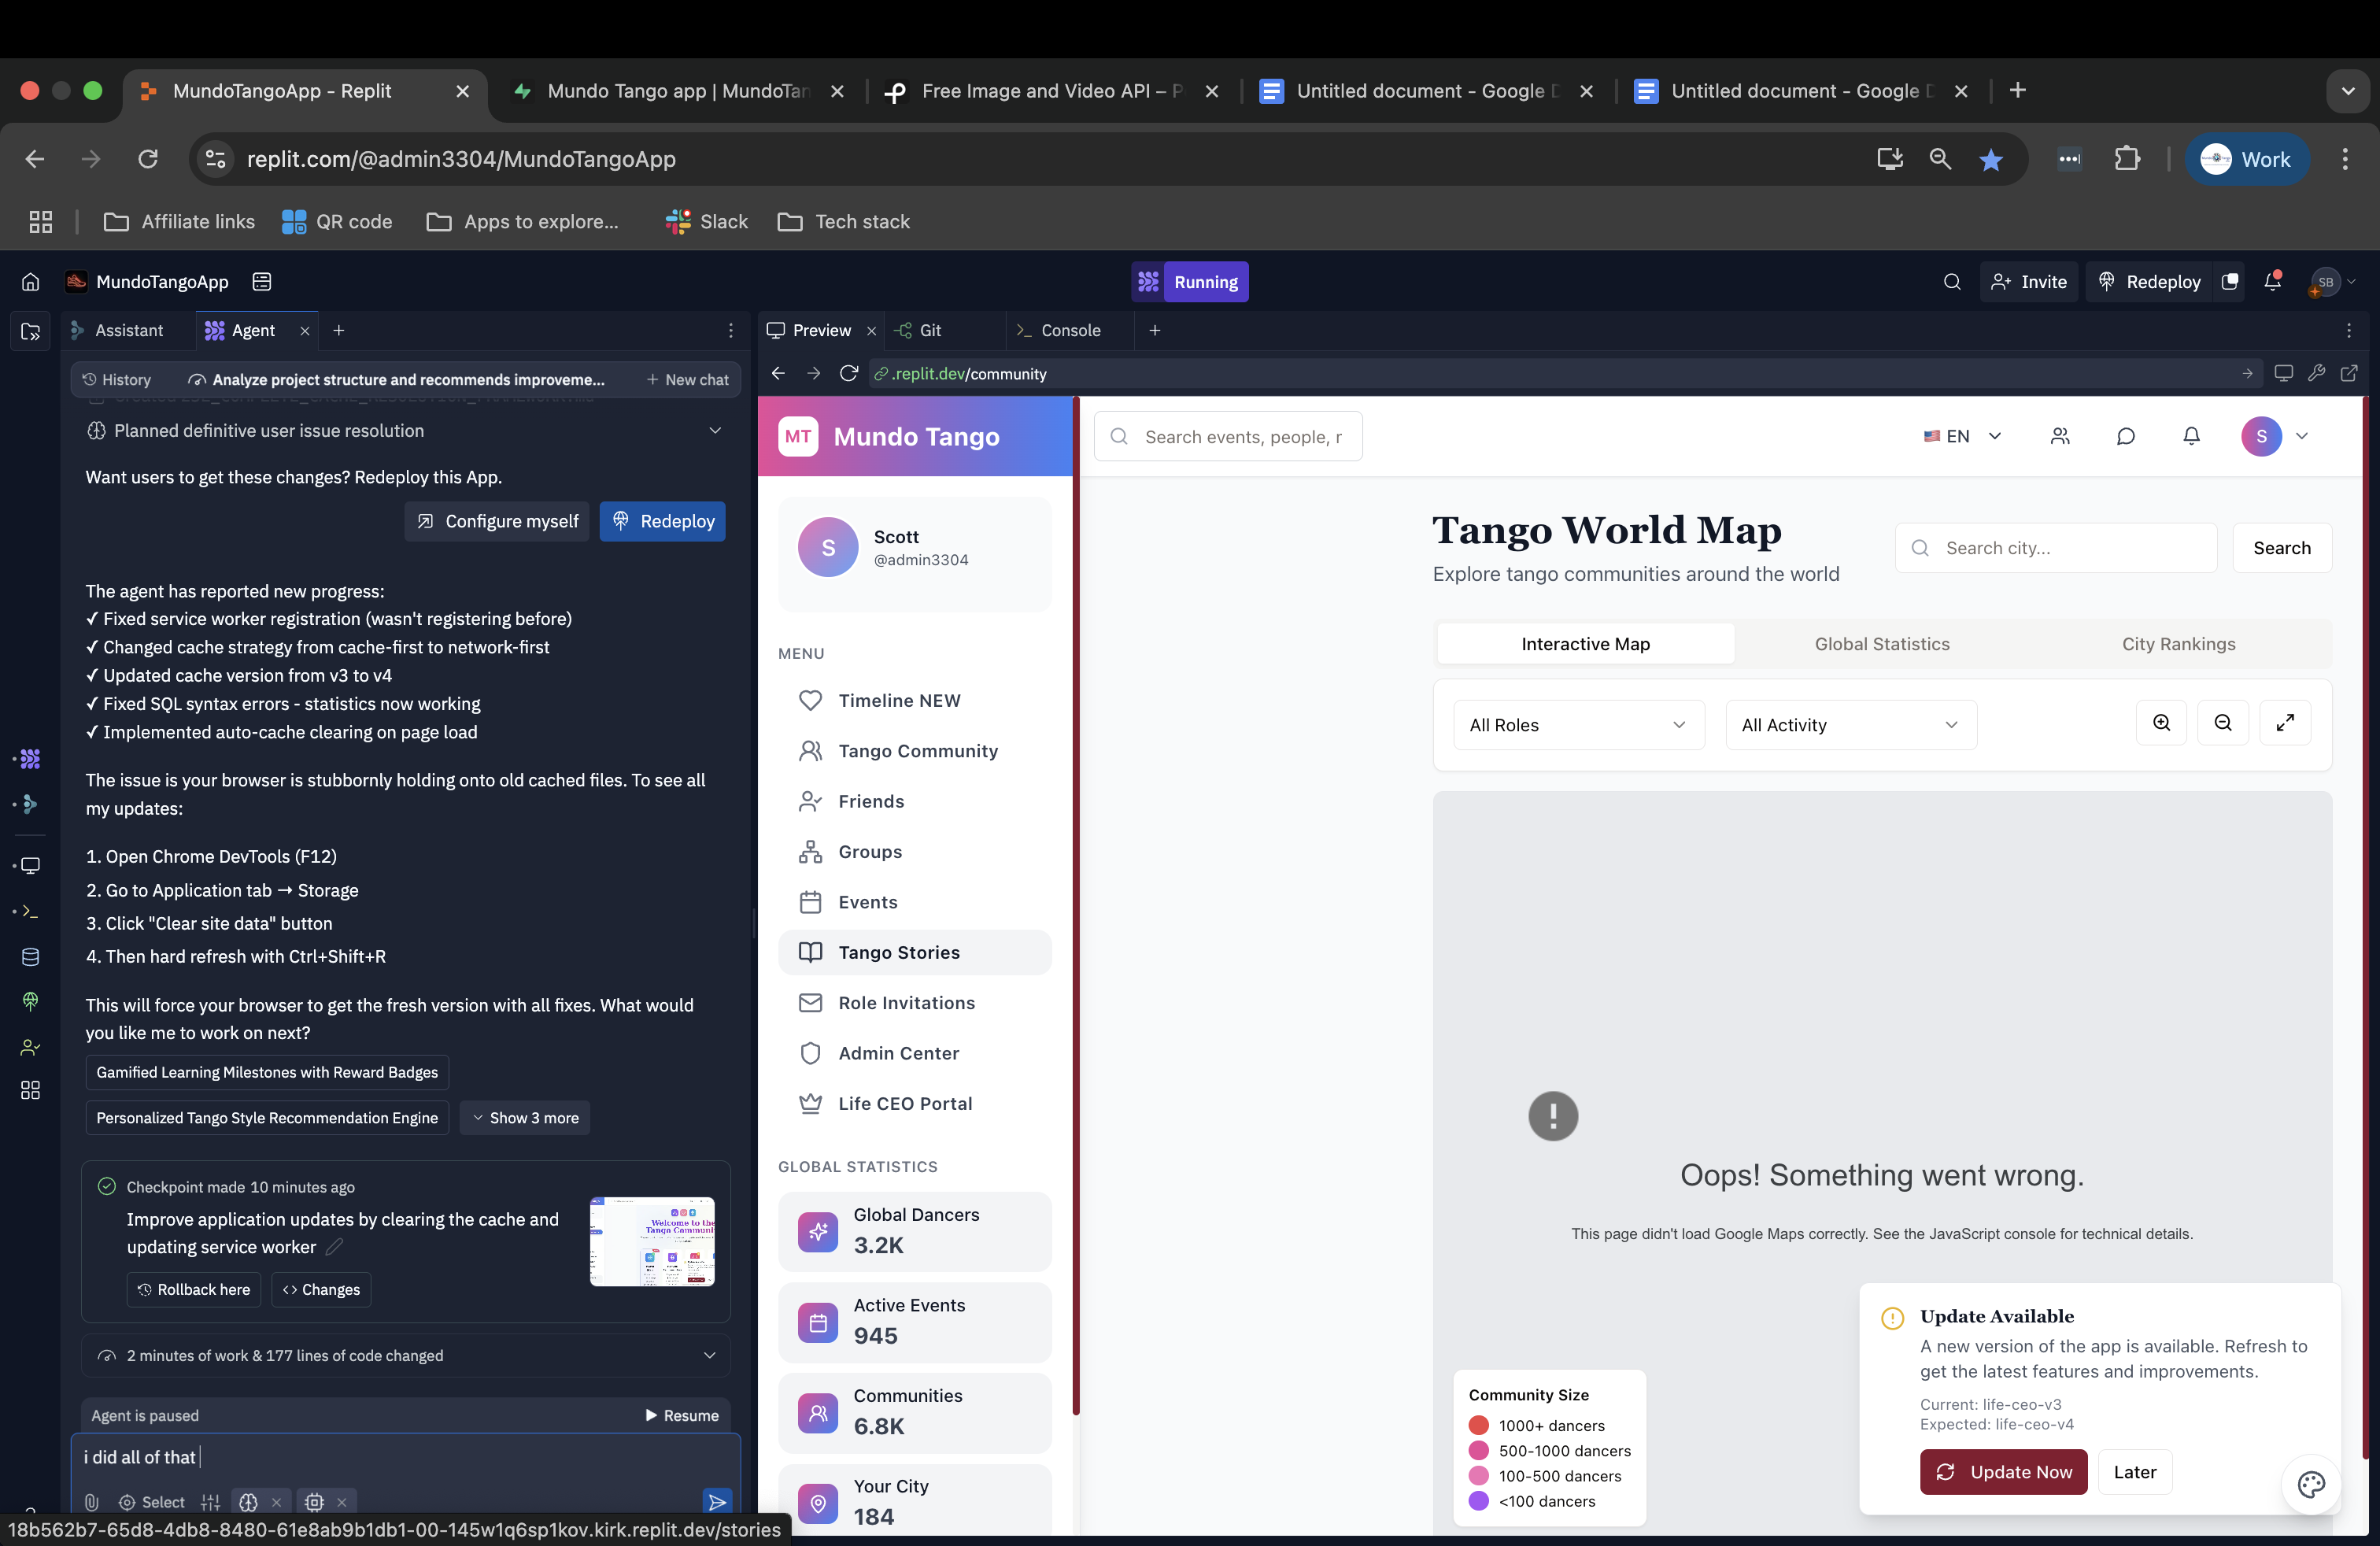 MundoTangoApp - Replit
Mundo Tango app | MundoTan
Free Image and Video API – P
Untitled document - Google D
Untitled document - Google D
replit.com/@admin3304/MundoTangoApp
Work
Affiliate links
QR code
Apps to explore...
Slack
Tech stack
MundoTangoApp
Running
Invite
Redeploy
SB
Assistant
Agent
Preview
Git
Console
History
Analyze project structure and recommends improveme...
New chat
.replit.dev/community
Planned definitive user issue resolution
Want users to get these changes? Redeploy this App.
Configure myself
Redeploy
The agent has reported new progress:
✓ Fixed service worker registration (wasn't registering before)
✓ Changed cache strategy from cache-first to network-first
✓ Updated cache version from v3 to v4
✓ Fixed SQL syntax errors - statistics now working
✓ Implemented auto-cache clearing on page load
The issue is your browser is stubbornly holding onto old cached files. To see all
my updates:
1. Open Chrome DevTools (F12)
2. Go to Application tab → Storage
3. Click "Clear site data" button
4. Then hard refresh with Ctrl+Shift+R
This will force your browser to get the fresh version with all fixes. What would
you like me to work on next?
Gamified Learning Milestones with Reward Badges
Personalized Tango Style Recommendation Engine
Show 3 more
Checkpoint made 10 minutes ago
Improve application updates by clearing the cache and
updating service worker
Rollback here
Changes
Welcome to the
Tango Communi
2 minutes of work & 177 lines of code changed
Agent is paused
Resume
i did all of that
Select
18b562b7-65d8-4db8-8480-61e8ab9b1db1-00-145w1q6sp1kov.kirk.replit.dev/stories
MT
Mundo Tango
Search events, people, r
EN
S
S
Scott
@admin3304
MENU
Timeline NEW
Tango Community
Friends
Groups
Events
Tango Stories
Role Invitations
Admin Center
Life CEO Portal
GLOBAL STATISTICS
Global Dancers
3.2K
Active Events
945
Communities
6.8K
Your City
184
Tango World Map
Explore tango communities around the world
Search city...
Search
Interactive Map
Global Statistics
City Rankings
All Roles
All Activity
Oops! Something went wrong.
This page didn't load Google Maps correctly. See the JavaScript console for technical details.
Community Size
1000+ dancers
500-1000 dancers
100-500 dancers
<100 dancers
Update Available
A new version of the app is available. Refresh to
get the latest features and improvements.
Current: life-ceo-v3
Expected: life-ceo-v4
Update Now
Later